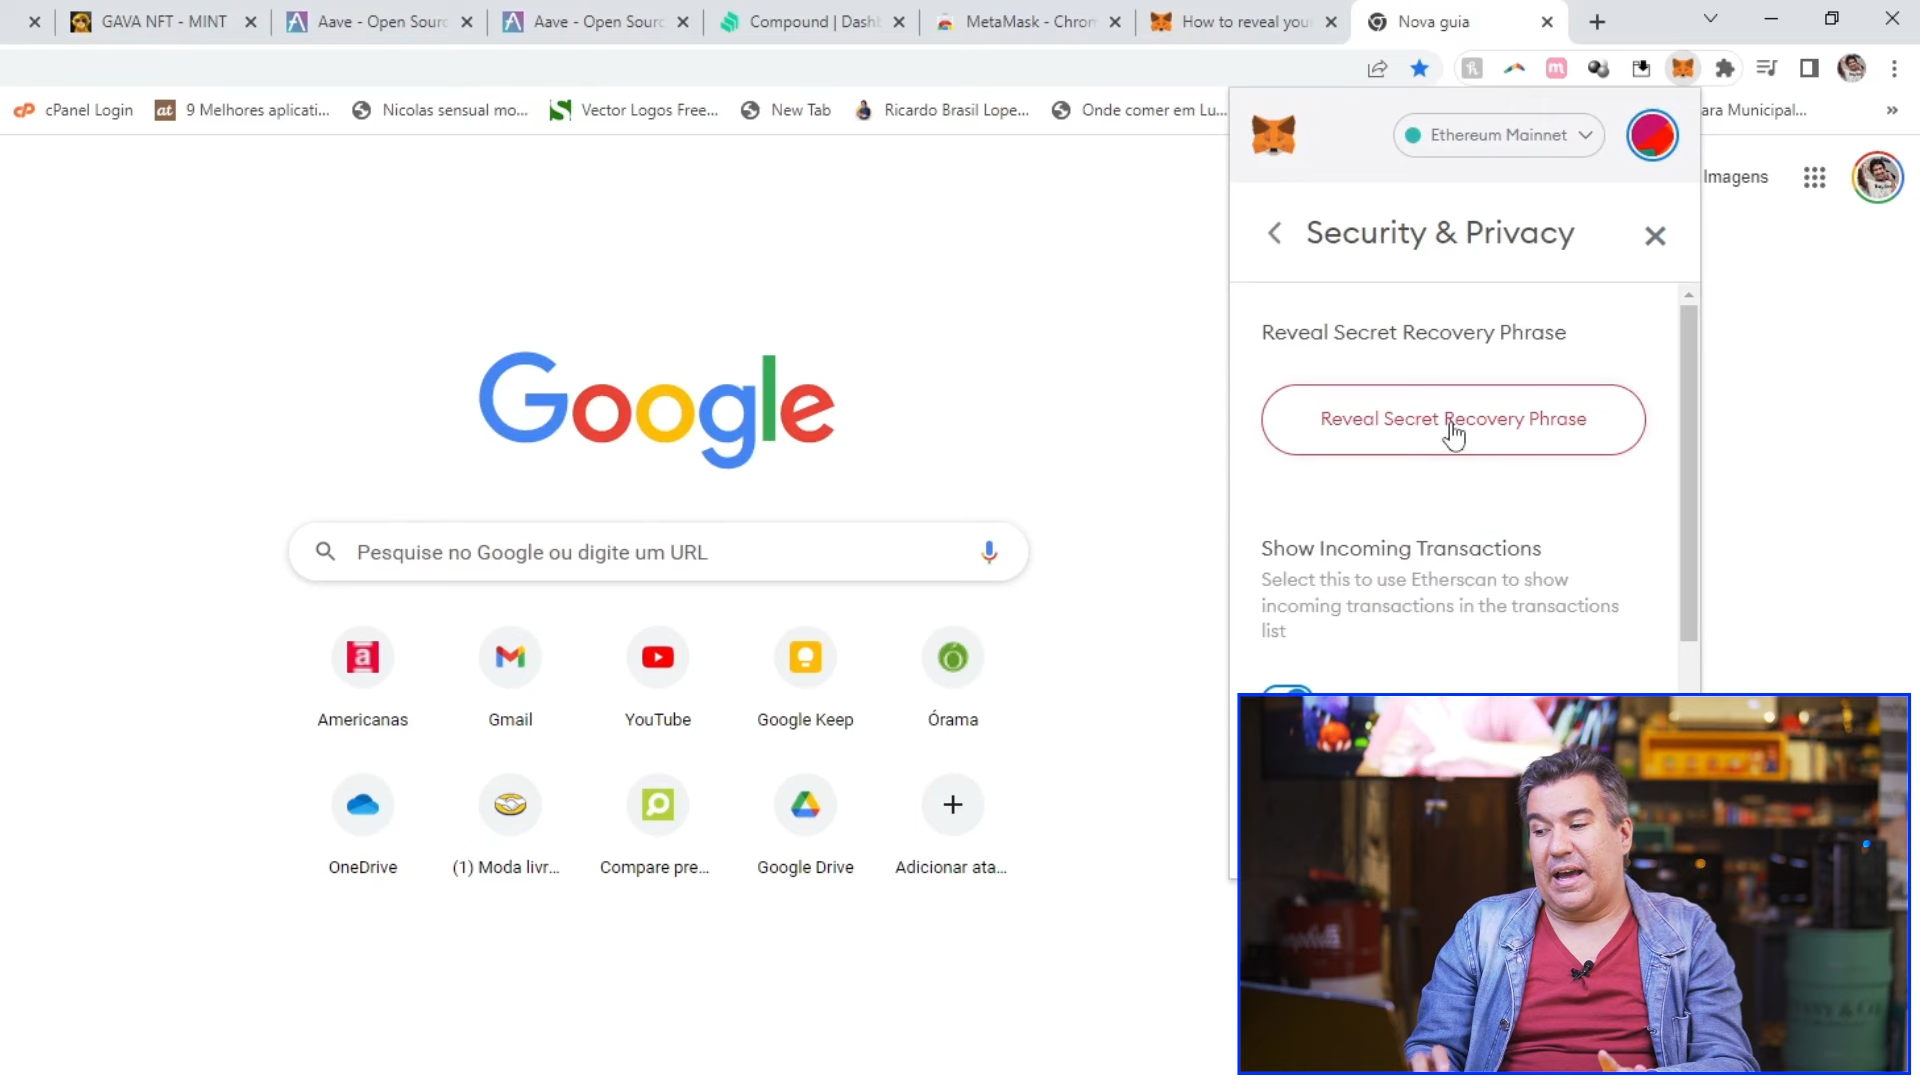 GAVA NFT - MINT
Aave - Open Sourc
Aave - Open Sourc
Compound | Dashb
MetaMask - Chrom
How to reveal you
Nova guia
cPanel Login
9 Melhores aplicati...
Nicolas sensual mo...
Vector Logos Free...
New Tab
Ricardo Brasil Lope...
Onde comer em Lu...
ara Municipal...
»
Ethereum Mainnet
Imagens
Security & Privacy
Reveal Secret Recovery Phrase
Reveal Secret Recovery Phrase
Show Incoming Transactions
Select this to use Etherscan to show
incoming transactions in the transactions
list
Google
Pesquise no Google ou digite um URL
Americanas
Gmail
YouTube
Google Keep
Órama
OneDrive
(1) Moda livr...
Compare pre...
Google Drive
Adicionar ata...